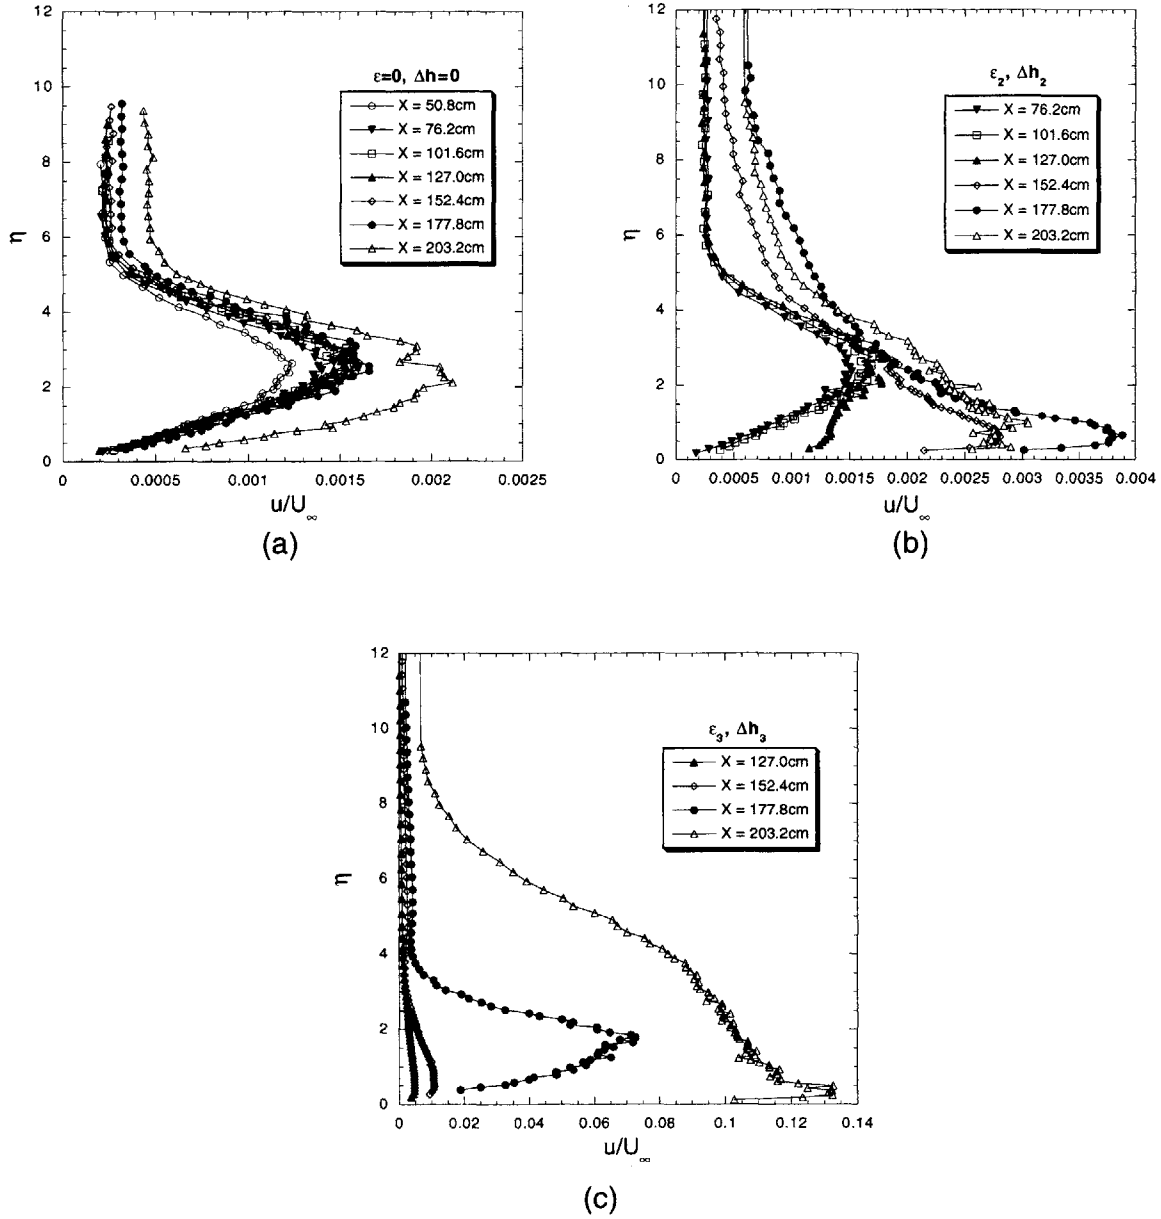 12
10
8
6
4
2
0
η
ε=0, Δh=0
X = 50.8cm
X = 76.2cm
X = 101.6cm
X = 127.0cm
X = 152.4cm
X = 177.8cm
X = 203.2cm
0 0.0005 0.001 0.0015 0.002 0.0025
u/U∞
(a)
12
10
8
6
4
2
0
η
ε₂, Δh₂
X = 76.2cm
X = 101.6cm
X = 127.0cm
X = 152.4cm
X = 177.8cm
X = 203.2cm
0 0.0005 0.001 0.0015 0.002 0.0025 0.003 0.0035 0.004
u/U∞
(b)
12
10
8
6
4
2
0
η
ε₃, Δh₃
X = 127.0cm
X = 152.4cm
X = 177.8cm
X = 203.2cm
0 0.02 0.04 0.06 0.08 0.1 0.12 0.14
u/U∞
(c)